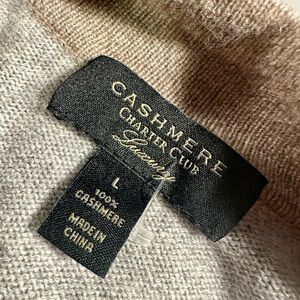 CASHMERE
CHARTER CLUB
Luxury
L
100%
CASHMERE
MADE IN
CHINA